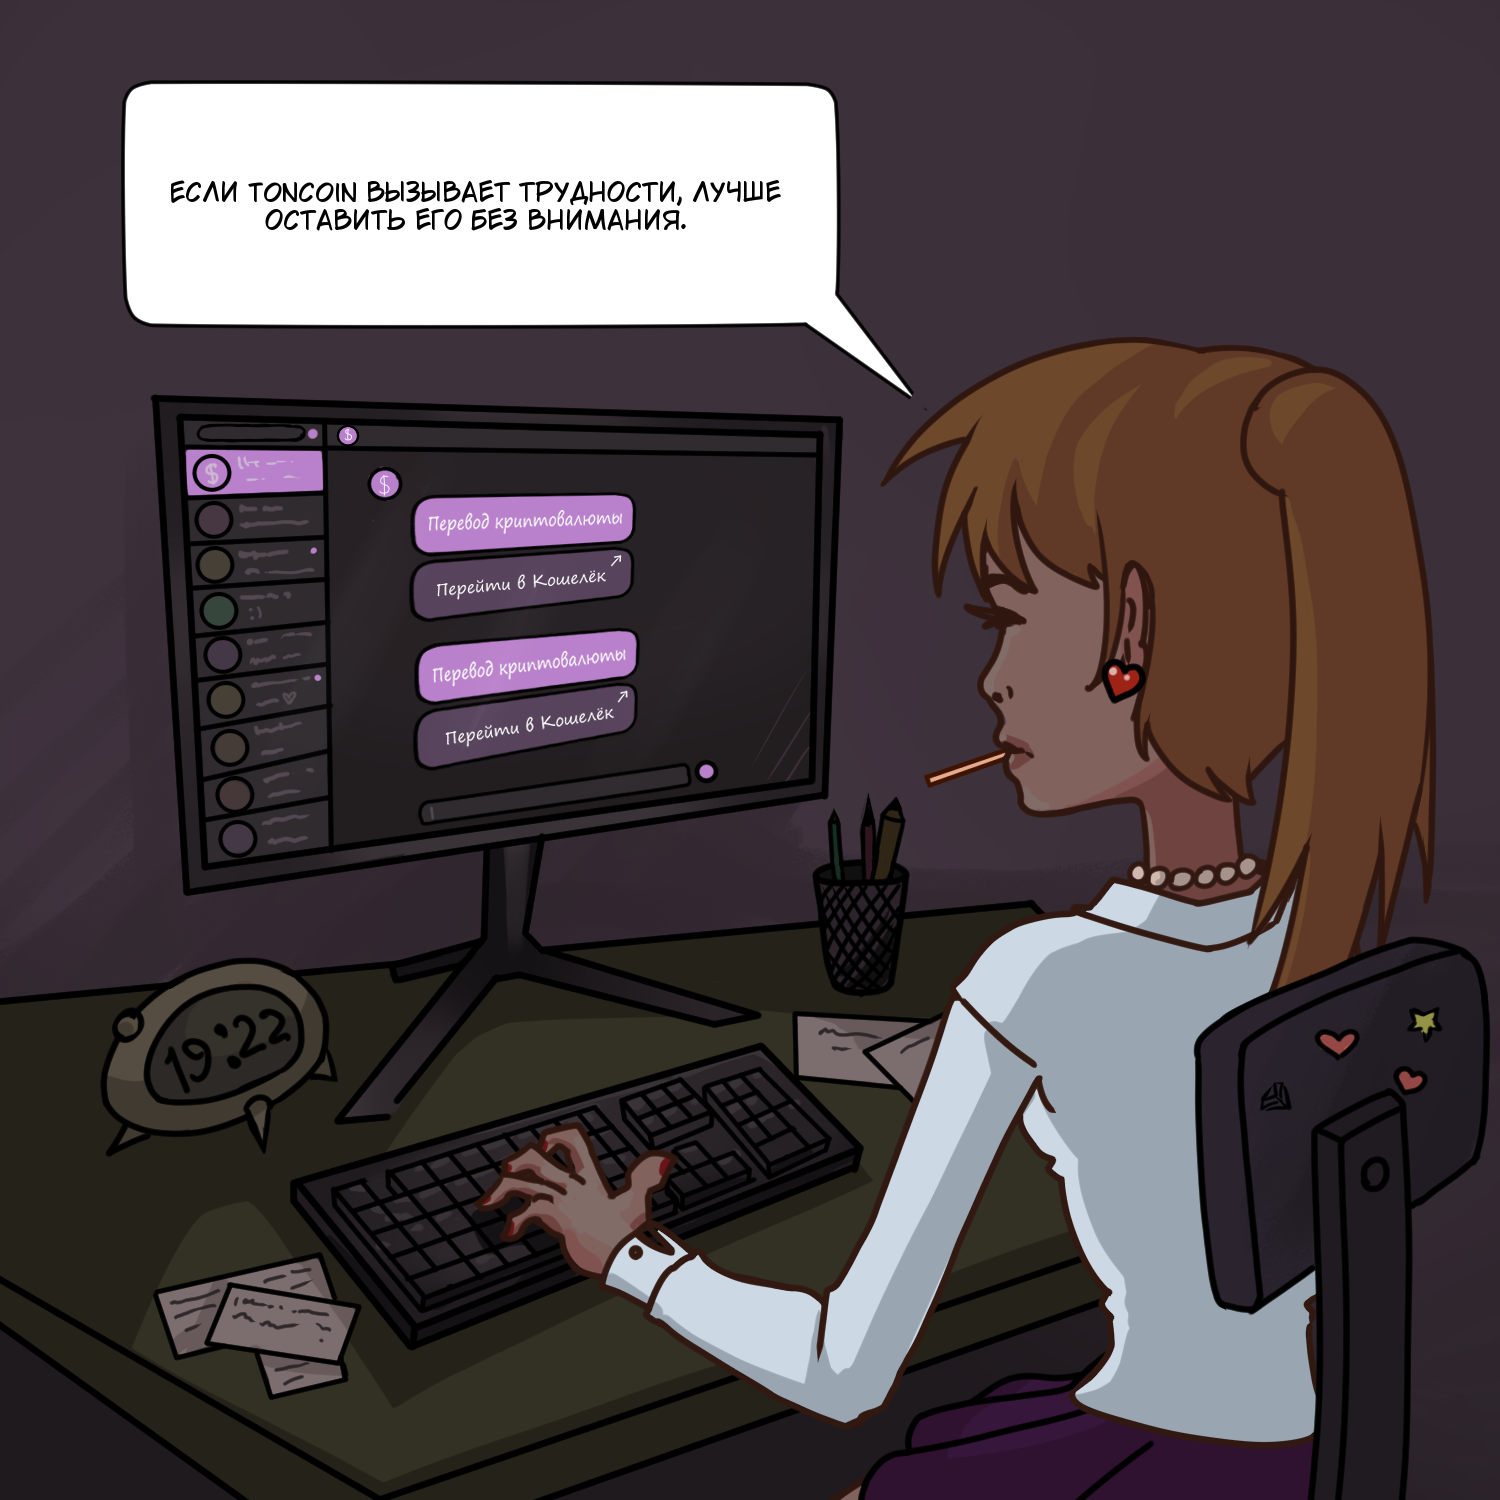 ЕСЛИ TONCOIN ВЫЗЫВАЕТ ТРУДНОСТИ, ЛУЧШЕ
ОСТАВИТЬ ЕГО БЕЗ ВНИМАНИЯ.
$
$
$
Перевод криптовалюты
Перейти в Кошелёк
Перевод криптовалюты
Перейти в Кошелёк
:)
19:22